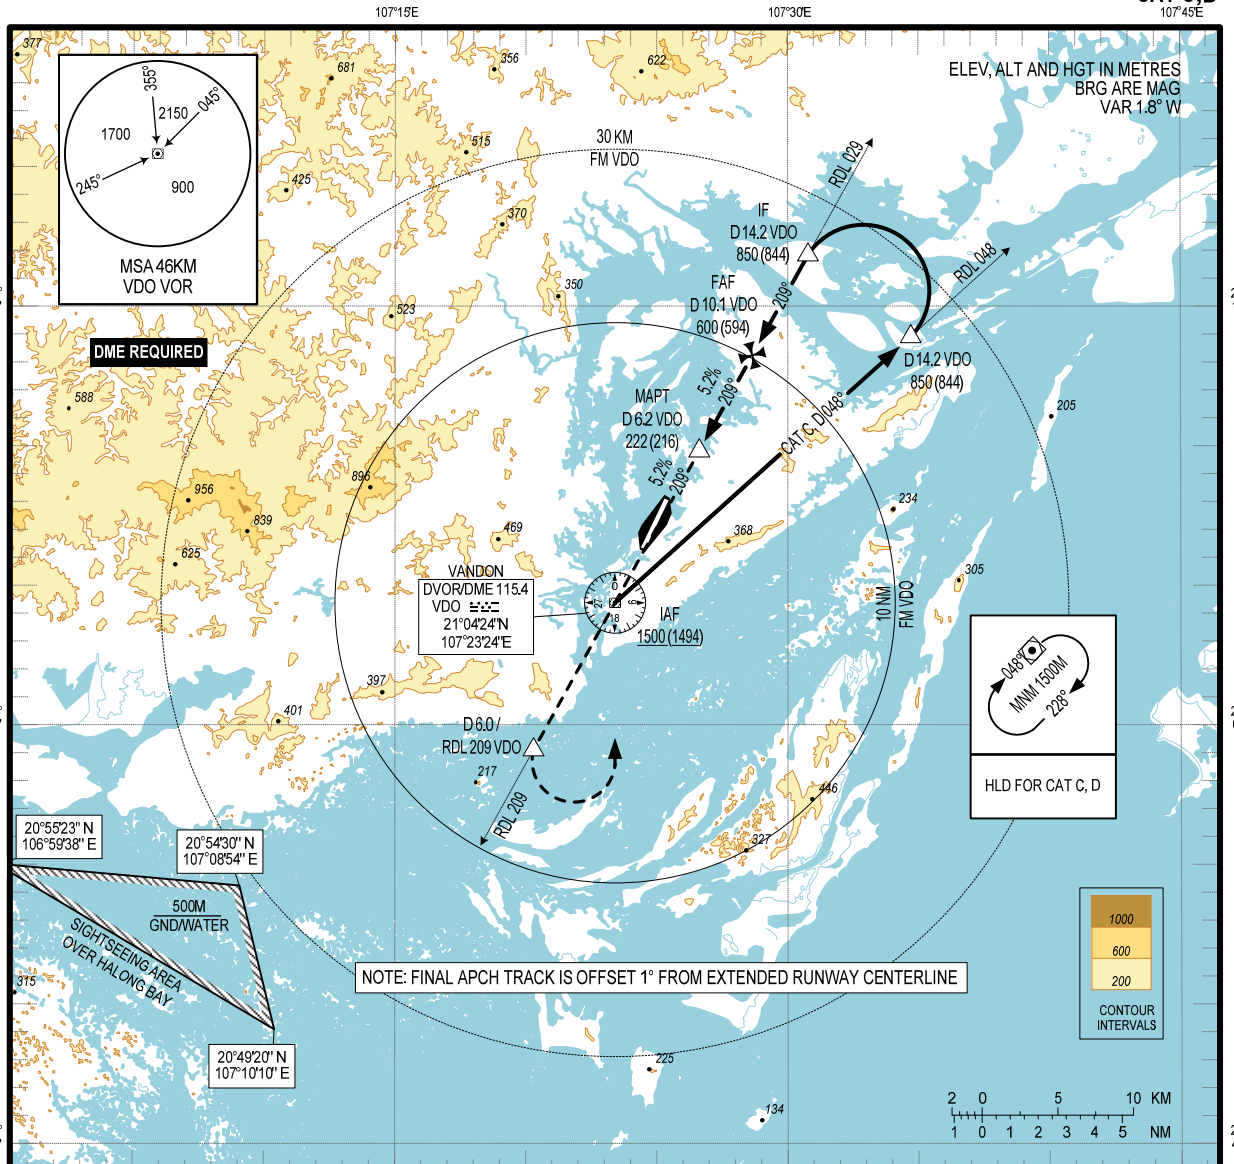 107°15'E
107°30'E
107°45'E
377
681
356
622
ELEV, ALT AND HGT IN METRES
BRG ARE MAG
VAR 1.8° W
355°
2150
045°
1700
245°
900
MSA 46KM
VDO VOR
515
425
370
350
523
30 KM
FM VDO
RDL 029
IF
D 14.2 VDO
850 (844)
RDL 048
FAF
D 10.1 VDO
600 (594)
209°
DME REQUIRED
D 14.2 VDO
850 (844)
588
MAPT
D 6.2 VDO
222 (216)
5.2%
209°
CAT C, D 048°
205
5.2%
209°
896
956
839
625
469
368
234
305
VANDON
DVOR/DME 115.4
VDO
21°04'24"N
107°23'24"E
0
9
18
27
IAF
1500 (1494)
10 NM
FM VDO
048°
MNM 1500M
228°
HLD FOR CAT C, D
397
401
D 6.0 /
RDL 209 VDO
217
RDL 209
446
327
20°55'23" N
106°59'38" E
20°54'30" N
107°08'54" E
500M
GND/WATER
SIGHTSEEING AREA
OVER HALONG BAY
315
20°49'20" N
107°10'10" E
NOTE: FINAL APCH TRACK IS OFFSET 1° FROM EXTENDED RUNWAY CENTERLINE
1000
600
200
CONTOUR
INTERVALS
225
134
2 0 5 10 KM
1 0 1 2 3 4 5 NM